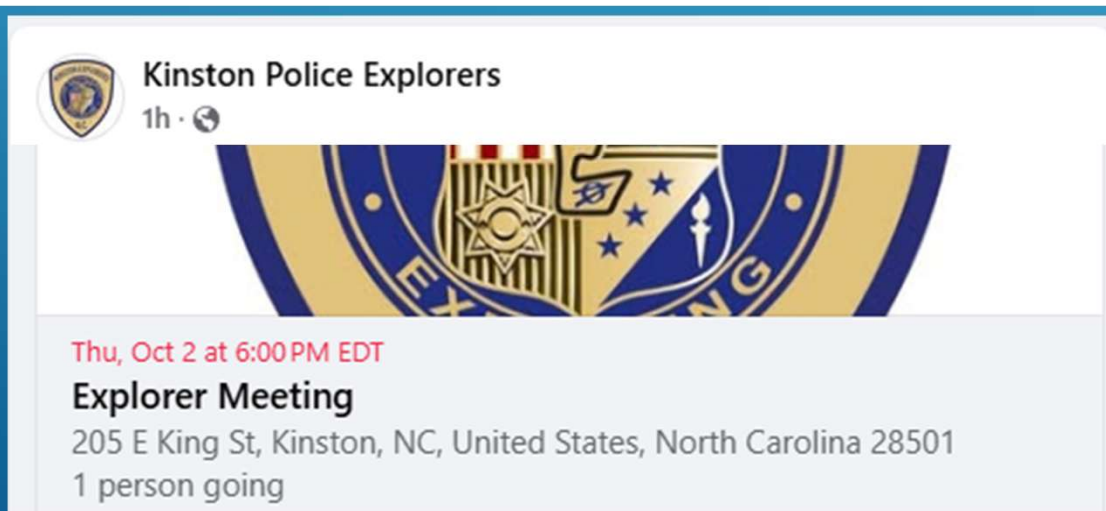 Kinston Police Explorers
1h ·
Thu, Oct 2 at 6:00 PM EDT
Explorer Meeting
205 E King St, Kinston, NC, United States, North Carolina 28501
1 person going